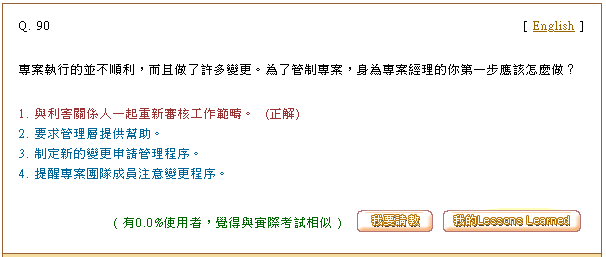 Q. 90 [ English ]
專案執行的並不順利，而且做了許多變更。為了管制專案，身為專案經理的你第一步應該怎麼做？
1. 與利害關係人一起重新審核工作範疇。 (正解)
2. 要求管理層提供幫助。
3. 制定新的變更申請管理程序。
4. 提醒專案團隊成員注意變更程序。
( 有0.0%使用者，覺得與實際考試相似 ) 我要請教 我的Lessons Learned